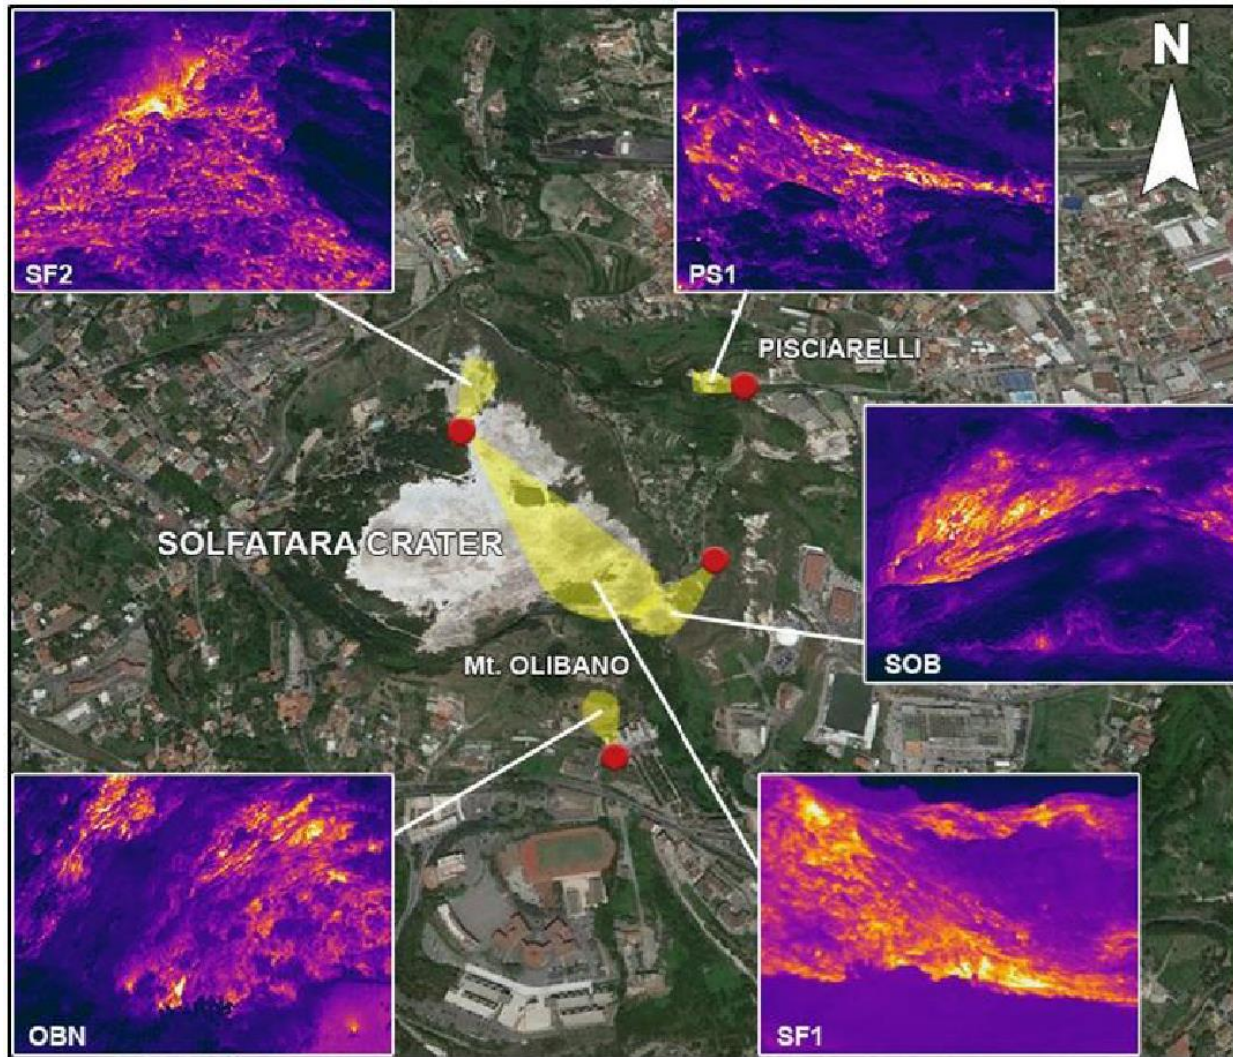 N
SF2
PS1
PISCIARELLI
SOLFATARA CRATER
SOB
Mt. OLIBANO
OBN
SF1